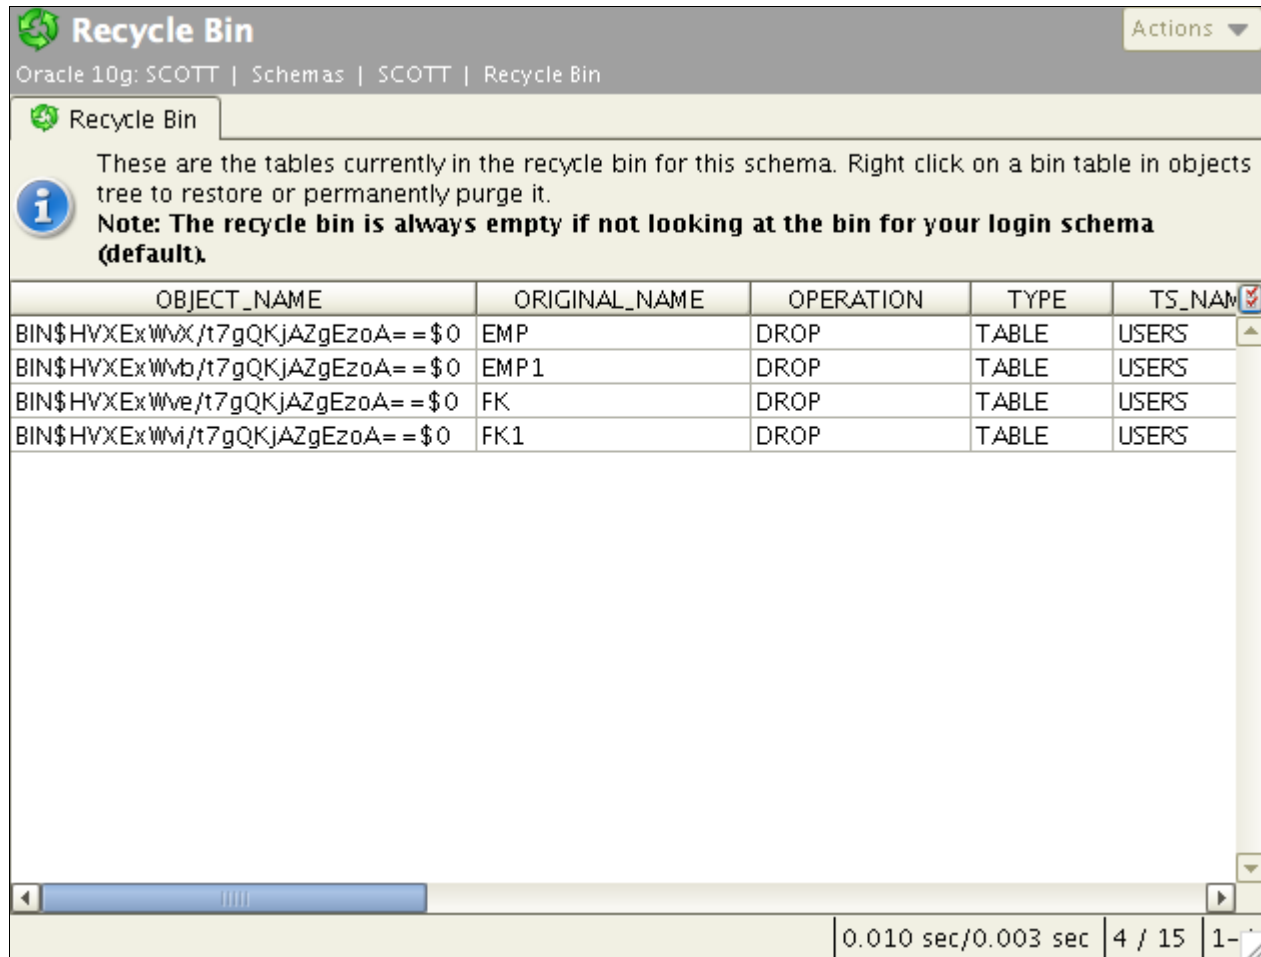 Recycle Bin
Actions
Oracle 10g: SCOTT | Schemas | SCOTT | Recycle Bin
Recycle Bin
These are the tables currently in the recycle bin for this schema. Right click on a bin table in objects
tree to restore or permanently purge it.
Note: The recycle bin is always empty if not looking at the bin for your login schema
(default).
OBJECT_NAME ORIGINAL_NAME OPERATION TYPE TS_NAM
BIN$HVXExWvX/t7gQKjAZgEzoA==$0 EMP DROP TABLE USERS
BIN$HVXExWvb/t7gQKjAZgEzoA==$0 EMP1 DROP TABLE USERS
BIN$HVXExWve/t7gQKjAZgEzoA==$0 FK DROP TABLE USERS
BIN$HVXExWvi/t7gQKjAZgEzoA==$0 FK1 DROP TABLE USERS
0.010 sec/0.003 sec 4 / 15 1-